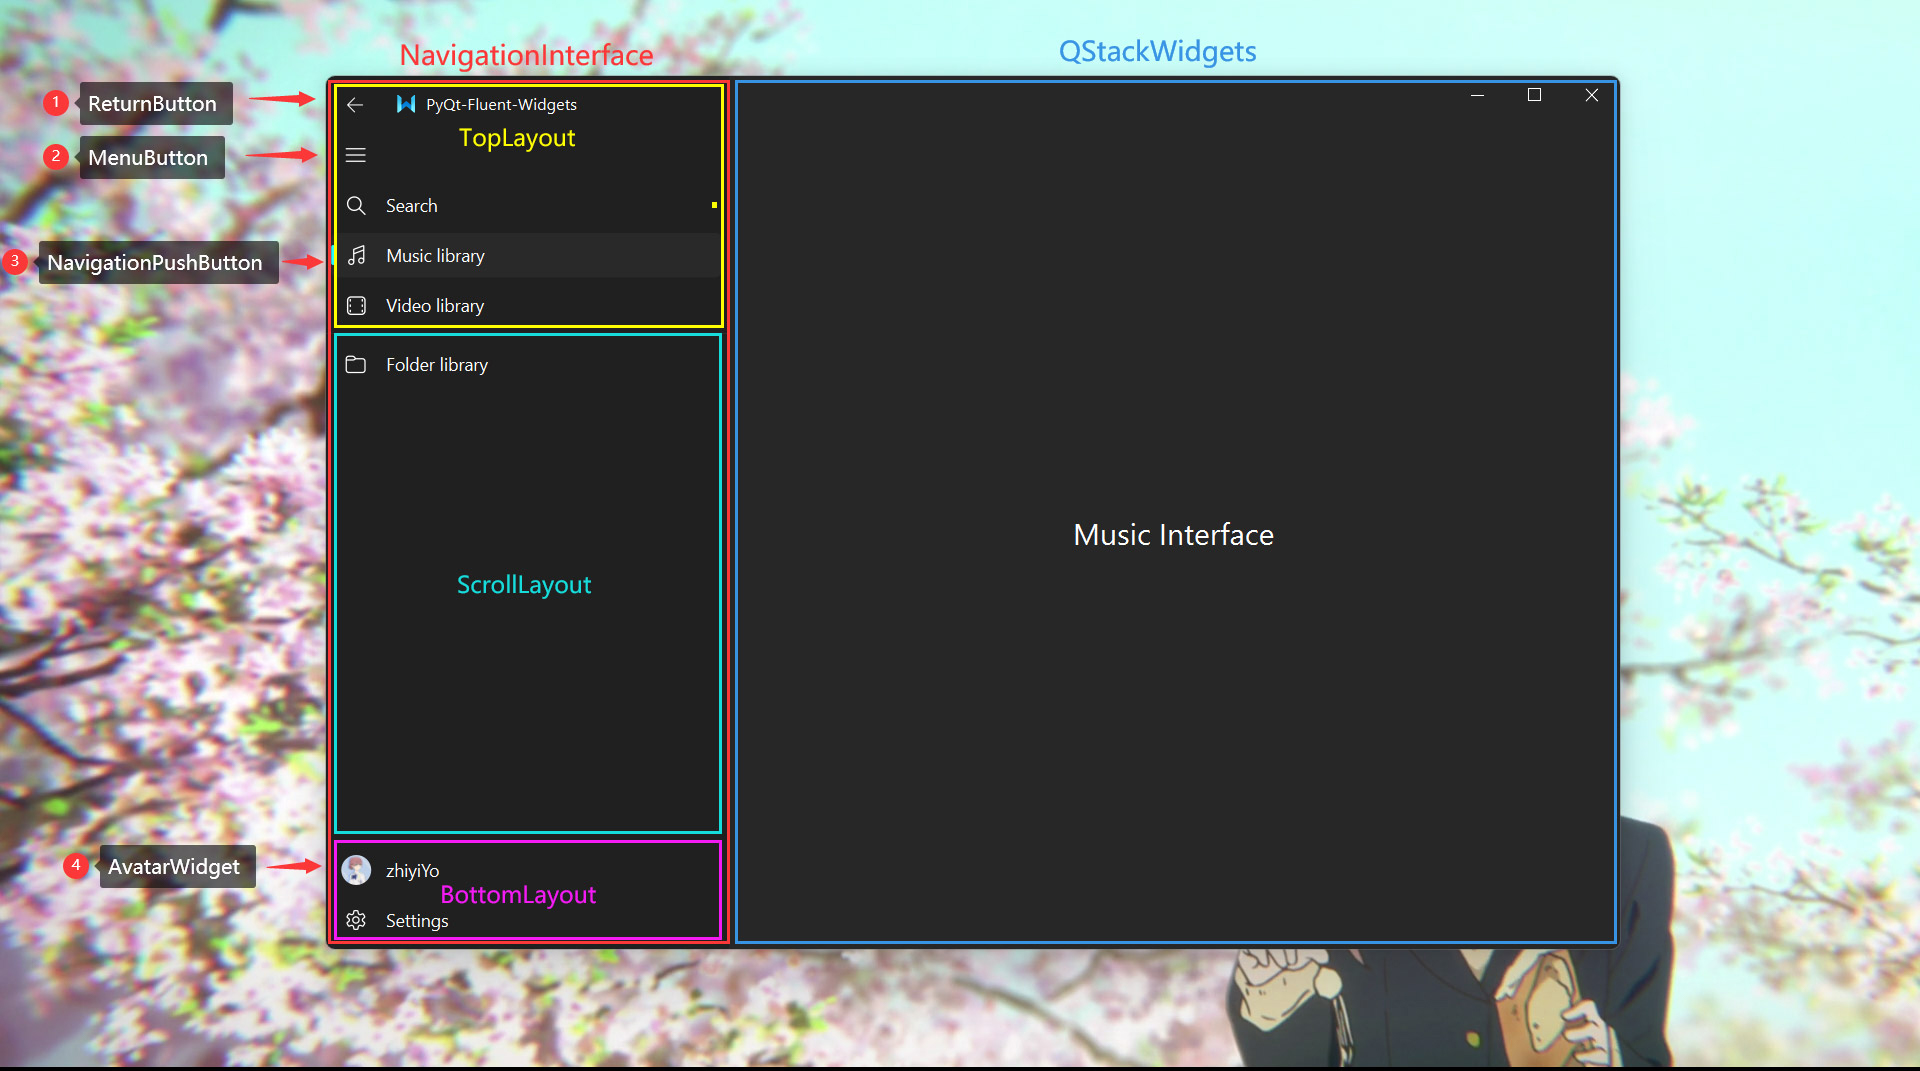 NavigationInterface
QStackWidgets
1 ReturnButton
2 MenuButton
3 NavigationPushButton
4 AvatarWidget
PyQt-Fluent-Widgets
TopLayout
Search
Music library
Video library
Folder library
ScrollLayout
zhiyiYo
BottomLayout
Settings
Music Interface